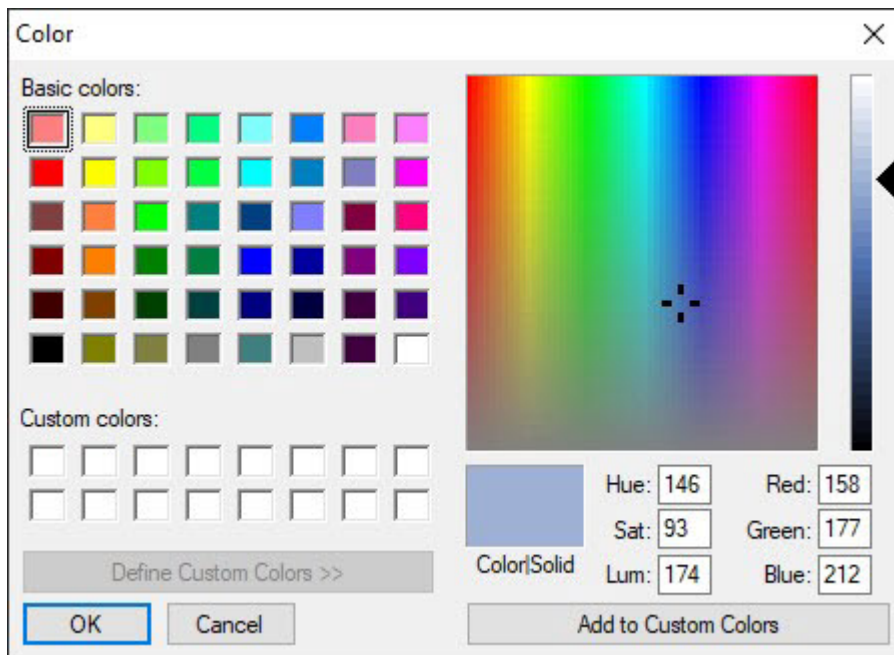 Color
Basic colors:
Custom colors:
Define Custom Colors >>
OK Cancel
Color|Solid
Hue: 146 Red: 158
Sat: 93 Green: 177
Lum: 174 Blue: 212
Add to Custom Colors